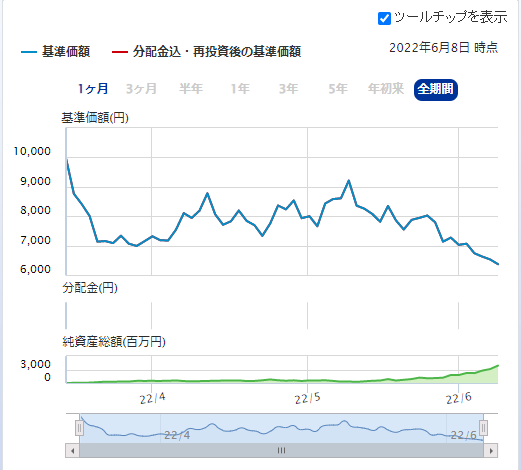 ツールチップを表示
基準価額
分配金込・再投資後の基準価額
2022年6月8日 時点
1ヶ月 3ヶ月 半年 1年 3年 5年 年初来 全期間
基準価額(円)
10,000
9,000
8,000
7,000
6,000
分配金(円)
純資産総額(百万円)
3,000
0
22/4 22/5 22/6
22/4 22/6